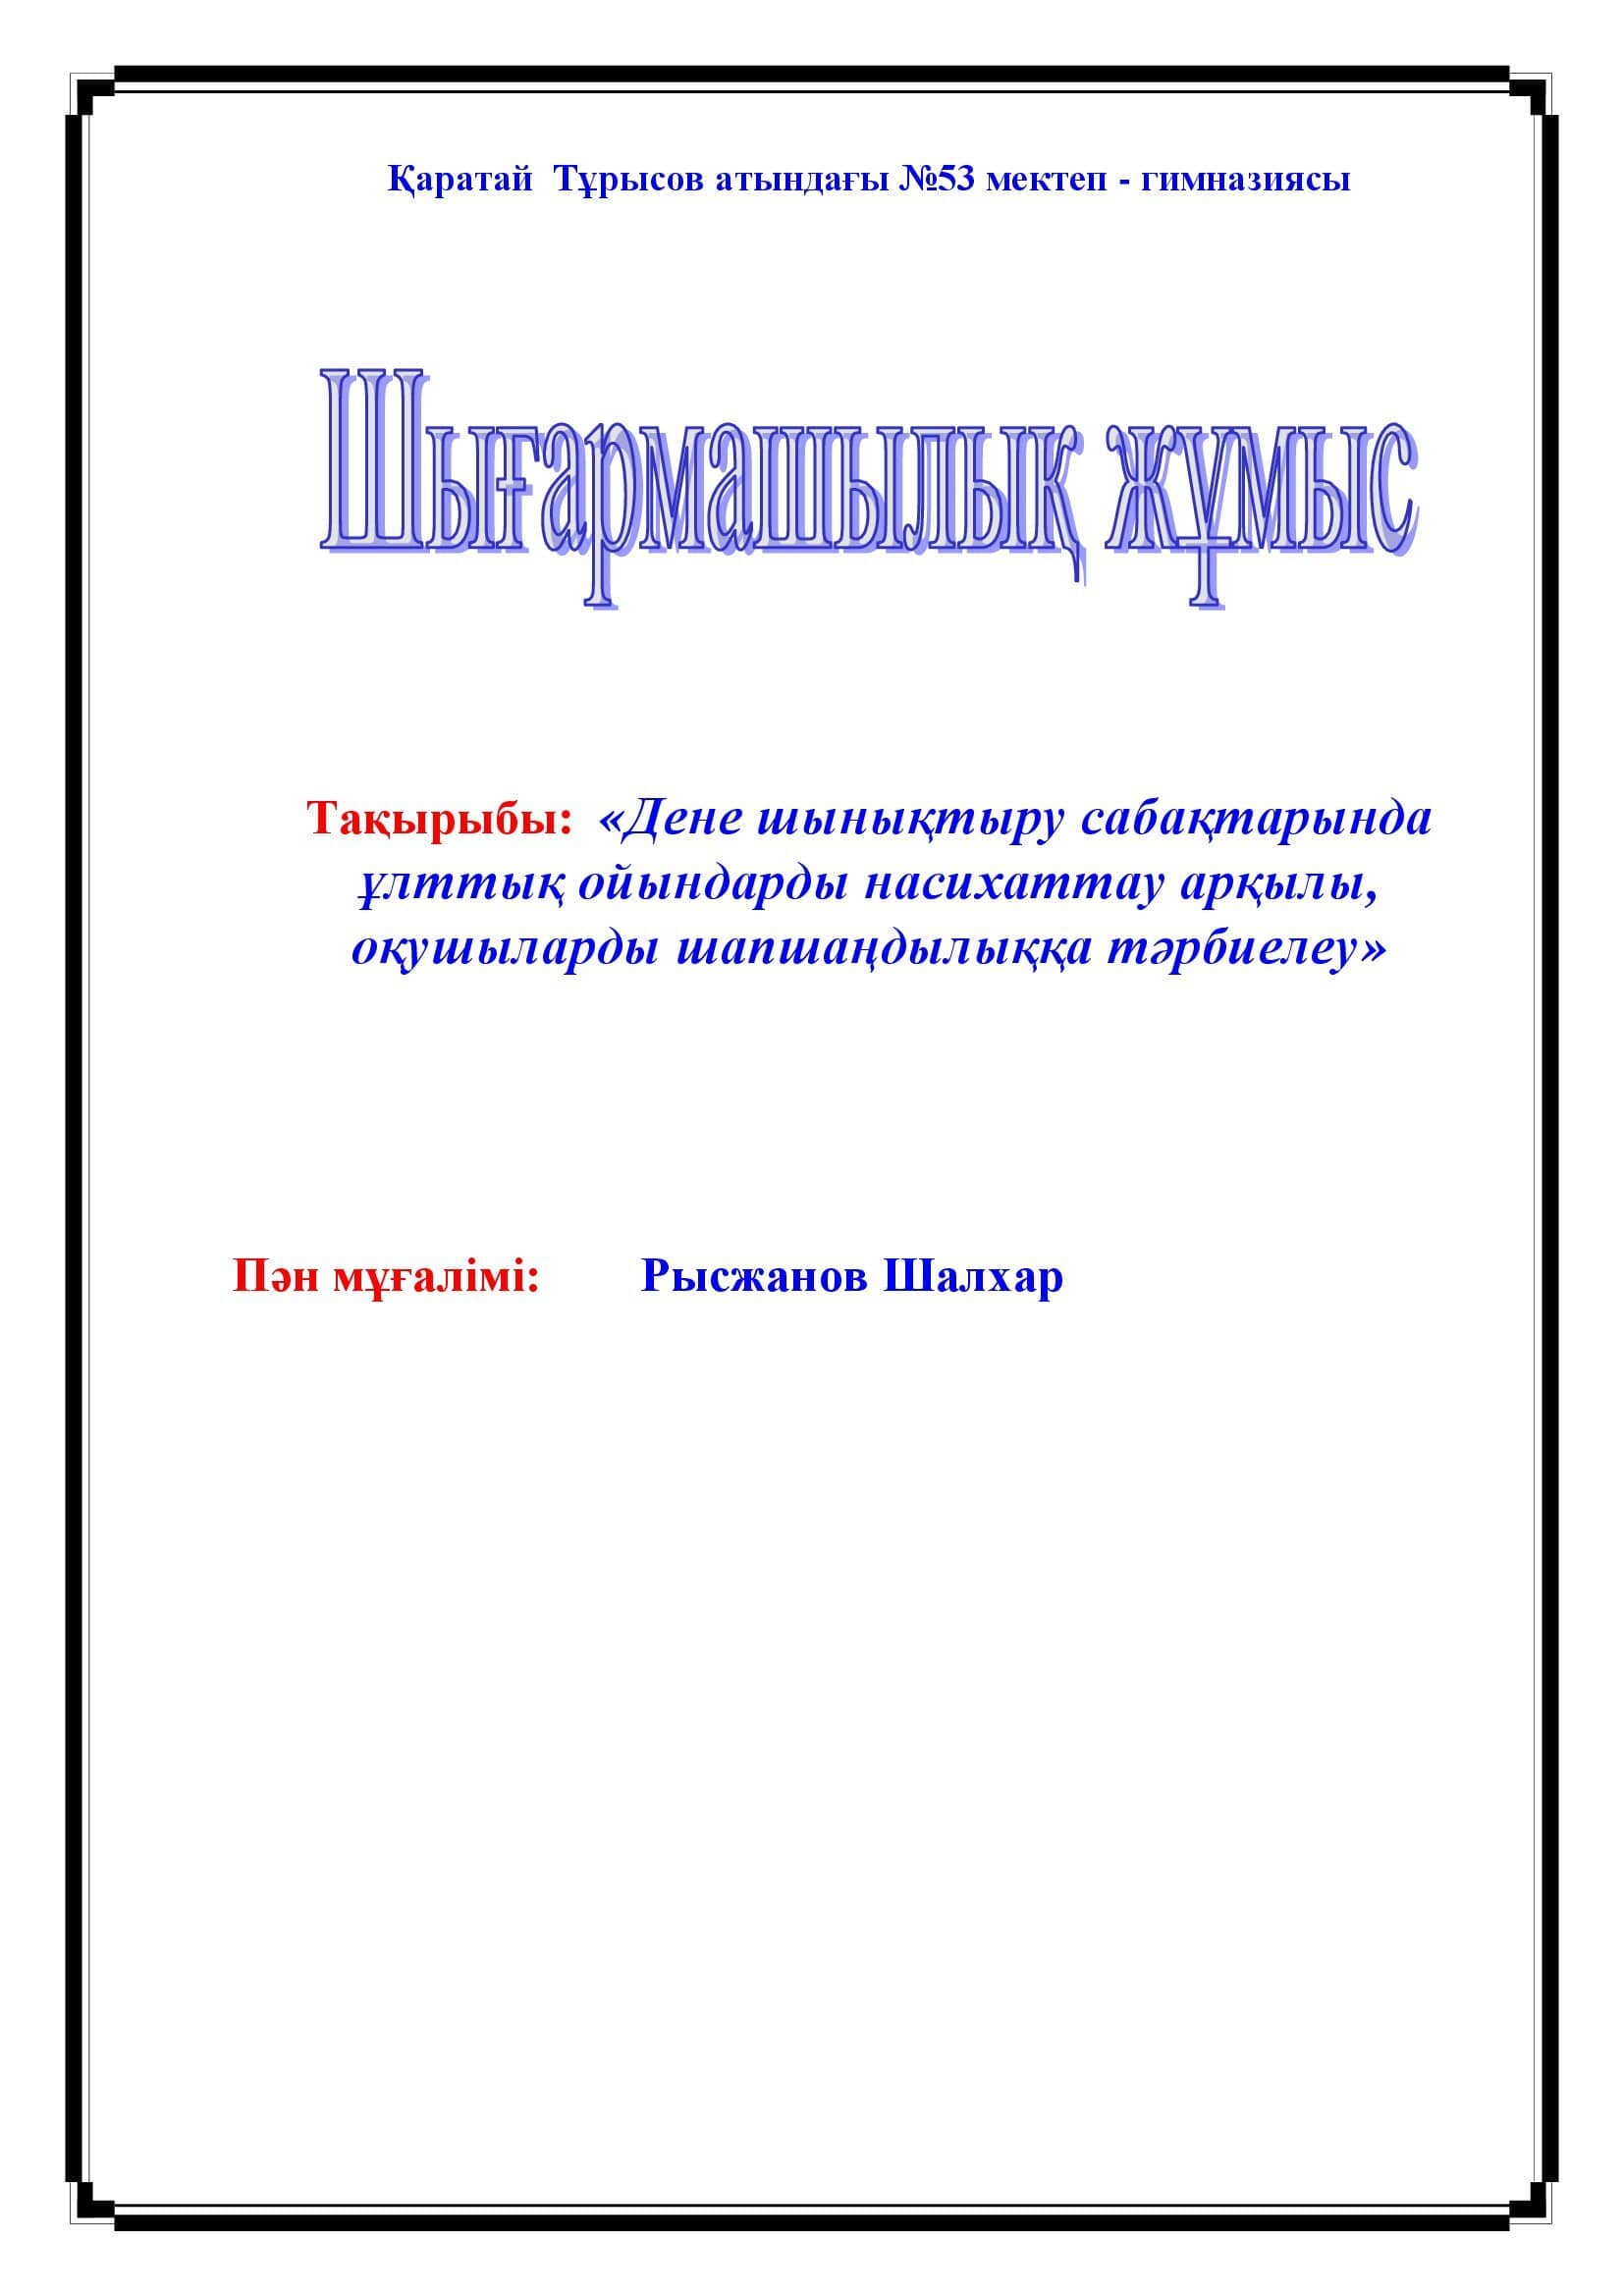 Қаратай  Тұрысов атындағы №53 мектеп - гимназиясы
Шығармашылық жұмыс
Тақырыбы:  «Дене шынықтыру сабақтарында
ұлттық ойындарды насихаттау арқылы,
оқушыларды шапшаңдылыққа тәрбиелеу»
Пән мұғалімі:  Рысжанов Шалхар